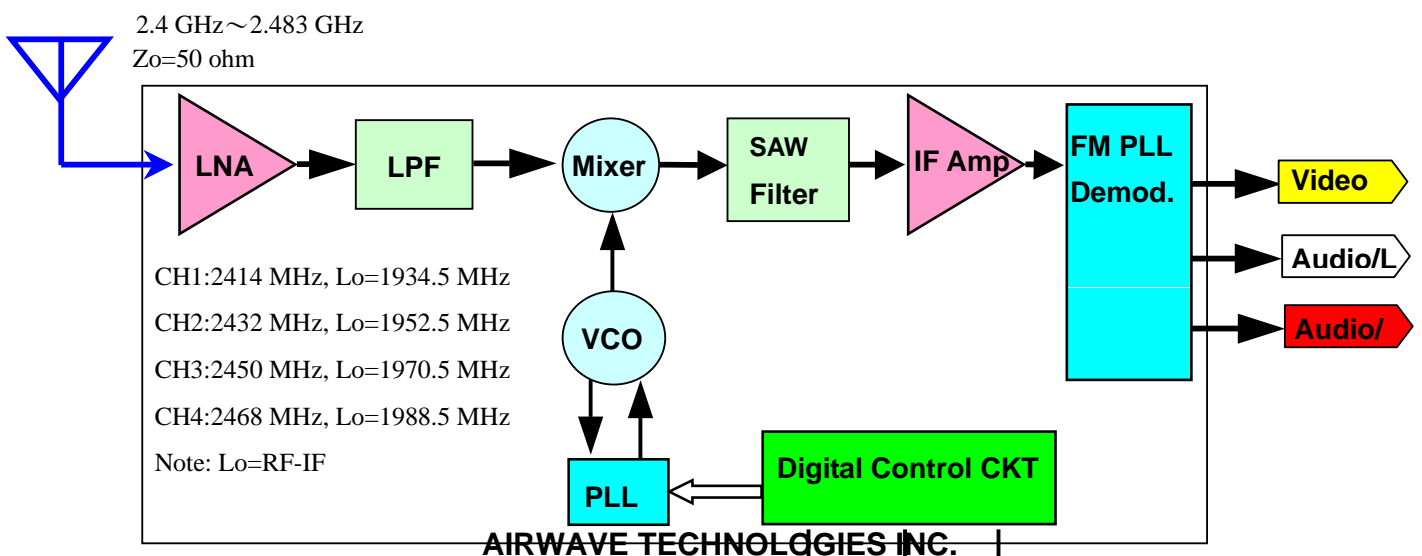 2.4 GHz～2.483 GHz
Zo=50 ohm
LNA
LPF
Mixer
SAW
Filter
IF Amp
FM PLL
Demod.
Video
Audio/L
Audio/
CH1:2414 MHz, Lo=1934.5 MHz
CH2:2432 MHz, Lo=1952.5 MHz
CH3:2450 MHz, Lo=1970.5 MHz
CH4:2468 MHz, Lo=1988.5 MHz
Note: Lo=RF-IF
VCO
PLL
Digital Control CKT
AIRWAVE TECHNOLOGIES INC.